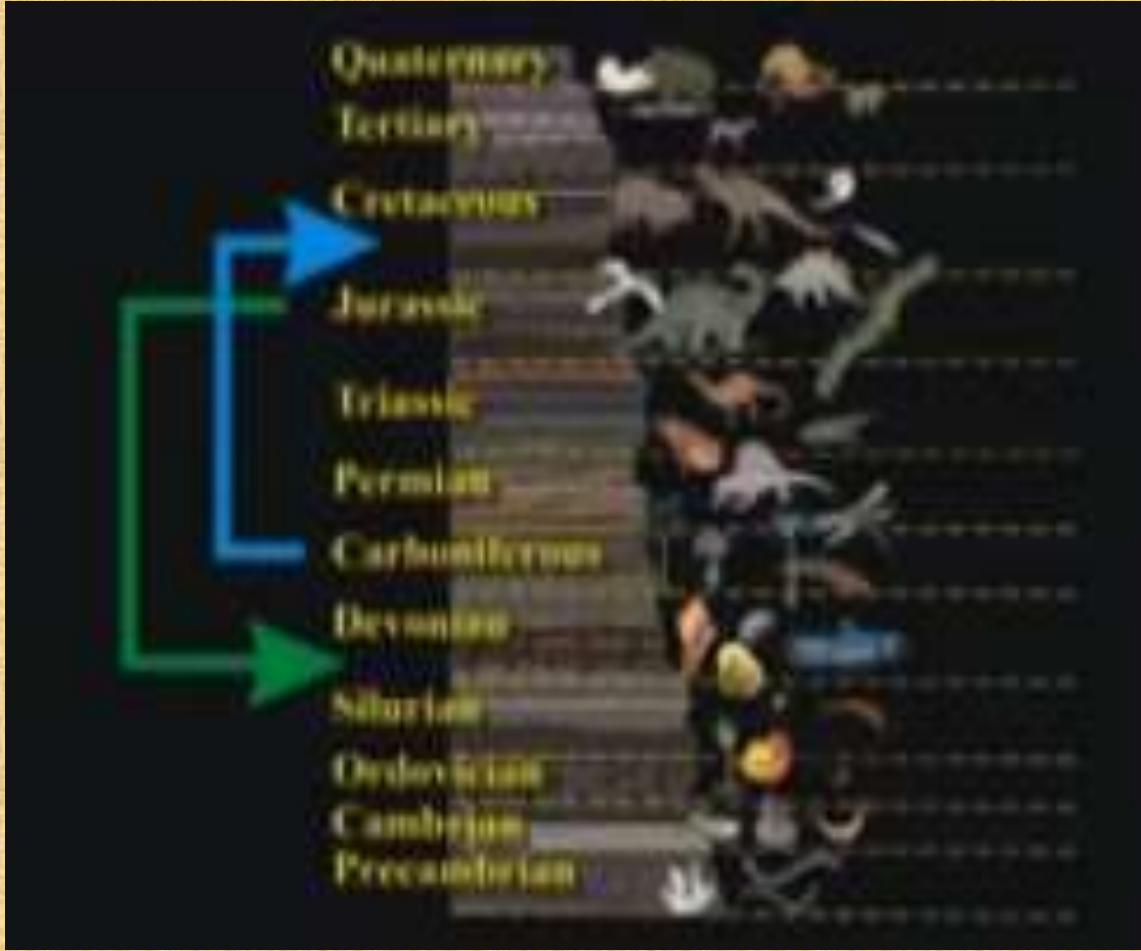 Quaternary
Tertiary
Cretaceous
Jurassic
Triassic
Permian
Carboniferous
Devonian
Silurian
Ordovician
Cambrian
Precambrian